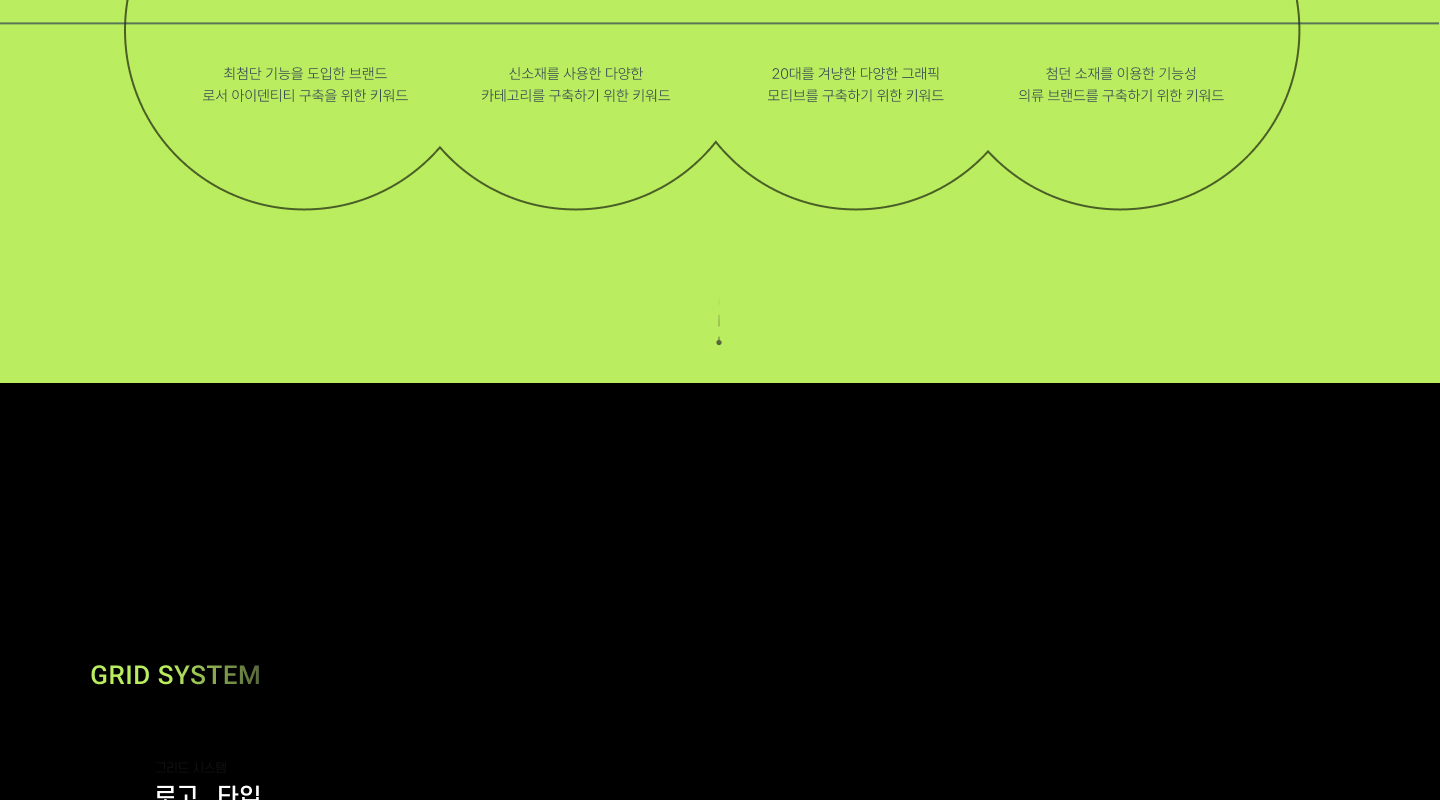 최첨단 기능을 도입한 브랜드
로서 아이덴티티 구축을 위한 키워드
신소재를 사용한 다양한
카테고리를 구축하기 위한 키워드
20대를 겨냥한 다양한 그래픽
모티브를 구축하기 위한 키워드
첨던 소재를 이용한 기능성
의류 브랜드를 구축하기 위한 키워드
GRID SYSTEM
그리드 시스템
로고_타입